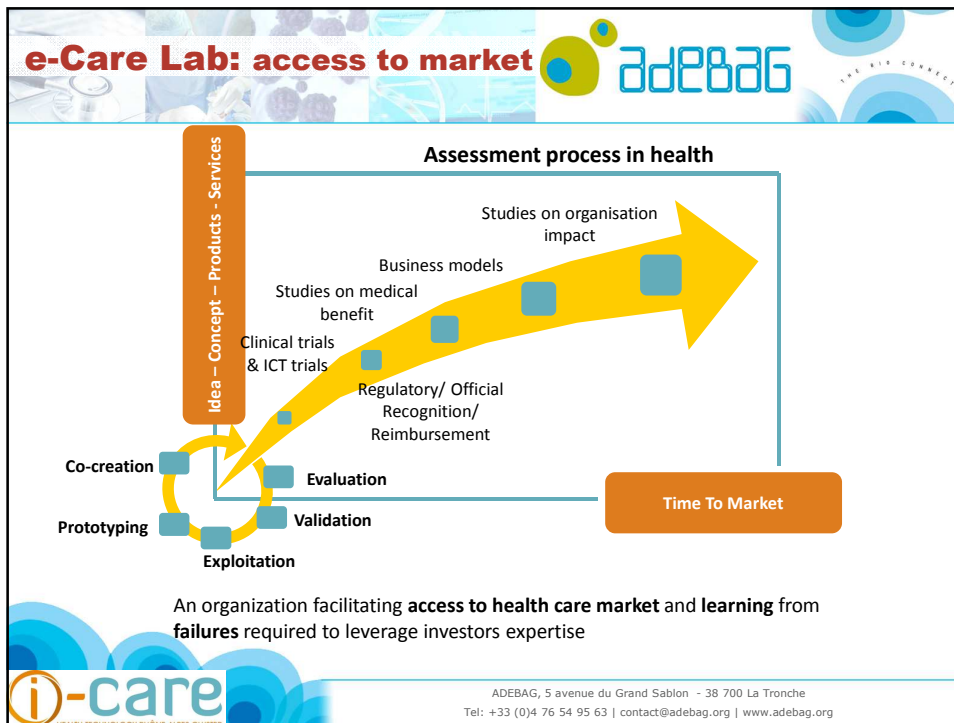 e-Care Lab: access to market
adebag
THE AIR CONNECT
Assessment process in health
Idea – Concept – Products - Services
Studies on organisation
impact
Business models
Studies on medical
benefit
Clinical trials
& ICT trials
Regulatory/ Official
Recognition/
Reimbursement
Co-creation
Evaluation
Time To Market
Prototyping
Validation
Exploitation
An organization facilitating access to health care market and learning from
failures required to leverage investors expertise
i-care
ADEBAG, 5 avenue du Grand Sablon - 38 700 La Tronche
Tel: +33 (0)4 76 54 95 63 | contact@adebag.org | www.adebag.org